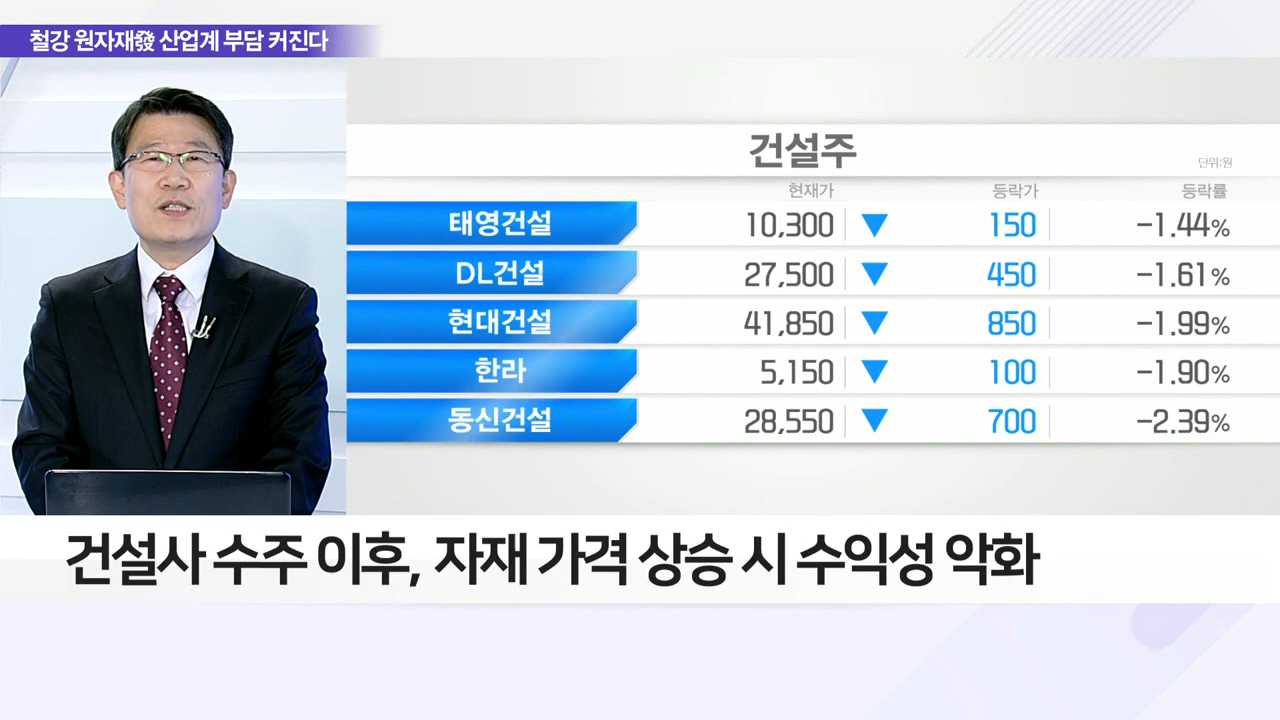 철강 원자재發 산업계 부담 커진다
건설주
단위:원
현재가 등락가 등락률
태영건설 10,300 ▼ 150 -1.44%
DL건설 27,500 ▼ 450 -1.61%
현대건설 41,850 ▼ 850 -1.99%
한라 5,150 ▼ 100 -1.90%
동신건설 28,550 ▼ 700 -2.39%
건설사 수주 이후, 자재 가격 상승 시 수익성 악화